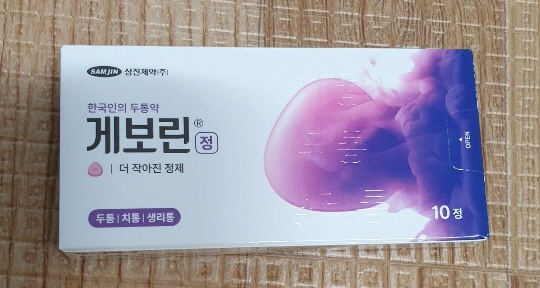 SAMJIN 삼진제약(주)
한국인의 두통약
게보린® 정
더 작아진 정제
두통 | 치통 | 생리통
10정
OPEN